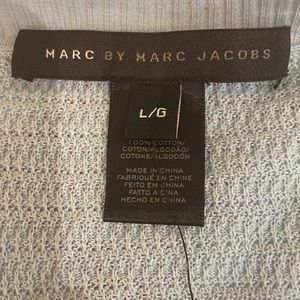 MARC BY MARC JACOBS
L/G
100% COTTON/
COTON/ALGODÃO/
COTONE/ALGODÓN
MADE IN CHINA
FABRIQUÉ EN CHINE
FEITO EM CHINA
FATTO A CINA
HECHO EN CHINA